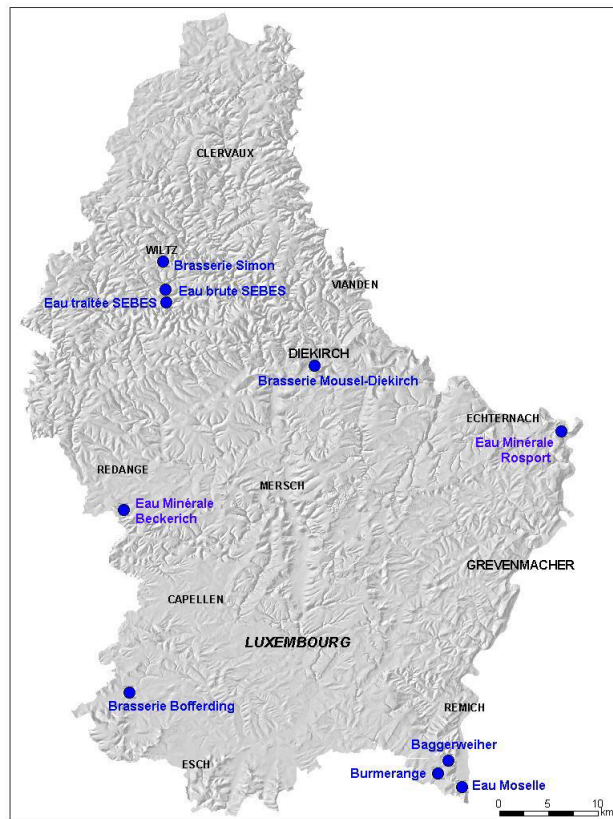 CLERVAUX
WILTZ
Brasserie Simon
Eau brute SEBES
VIANDEN
Eau traitée SEBES
DIEKIRCH
Brasserie Mousel-Diekirch
ECHTERNACH
Eau Minérale
Rosport
REDANGE
MERSCH
Eau Minérale
Beckerich
GREVENMACHER
CAPELLEN
LUXEMBOURG
Brasserie Bofferding
REMICH
Baggerweiher
ESCH
Burmerange
Eau Moselle
0 5 10
km